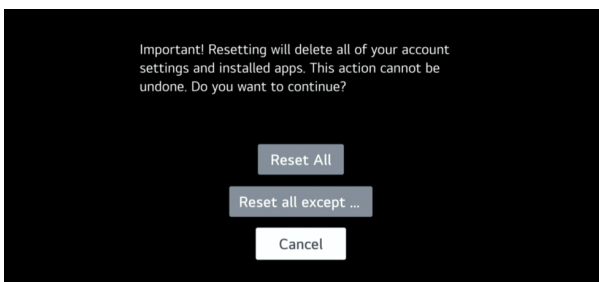 Important! Resetting will delete all of your account
settings and installed apps. This action cannot be
undone. Do you want to continue?
Reset All
Reset all except ...
Cancel